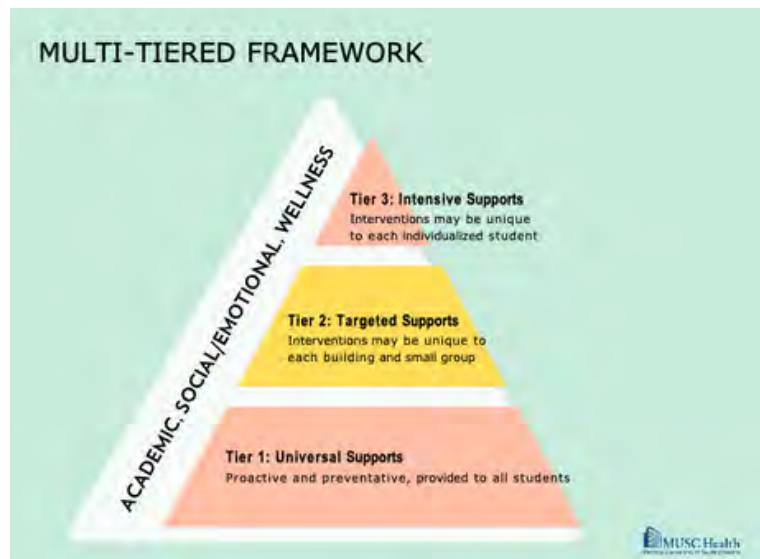 MULTI-TIERED FRAMEWORK
ACADEMIC, SOCIAL/EMOTIONAL, WELLNESS
Tier 3: Intensive Supports
Interventions may be unique
to each individualized student
Tier 2: Targeted Supports
Interventions may be unique to
each building and small group
Tier 1: Universal Supports
Proactive and preventative, provided to all students
MUSC Health